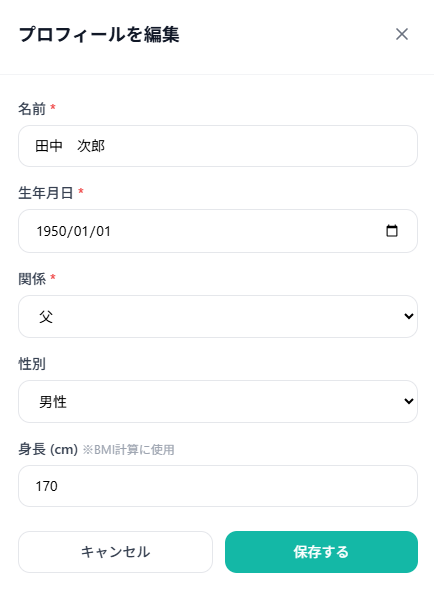 プロフィールを編集
名前 *
田中　次郎
生年月日 *
1950/01/01
関係 *
父
性別
男性
身長 (cm) ※BMI計算に使用
170
キャンセル 保存する